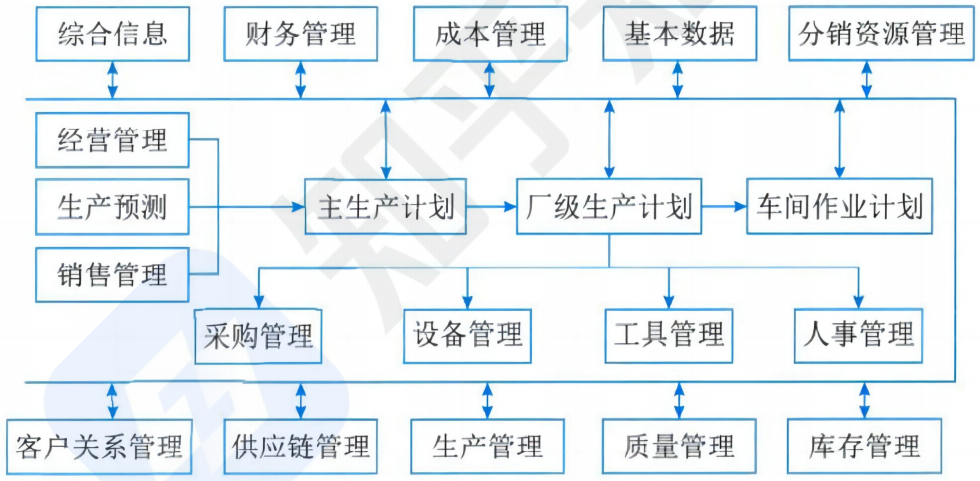 综合信息
财务管理
成本管理
基本数据
分销资源管理
经营管理
生产预测
主生产计划
厂级生产计划
车间作业计划
销售管理
采购管理
设备管理
工具管理
人事管理
客户关系管理
供应链管理
生产管理
质量管理
库存管理